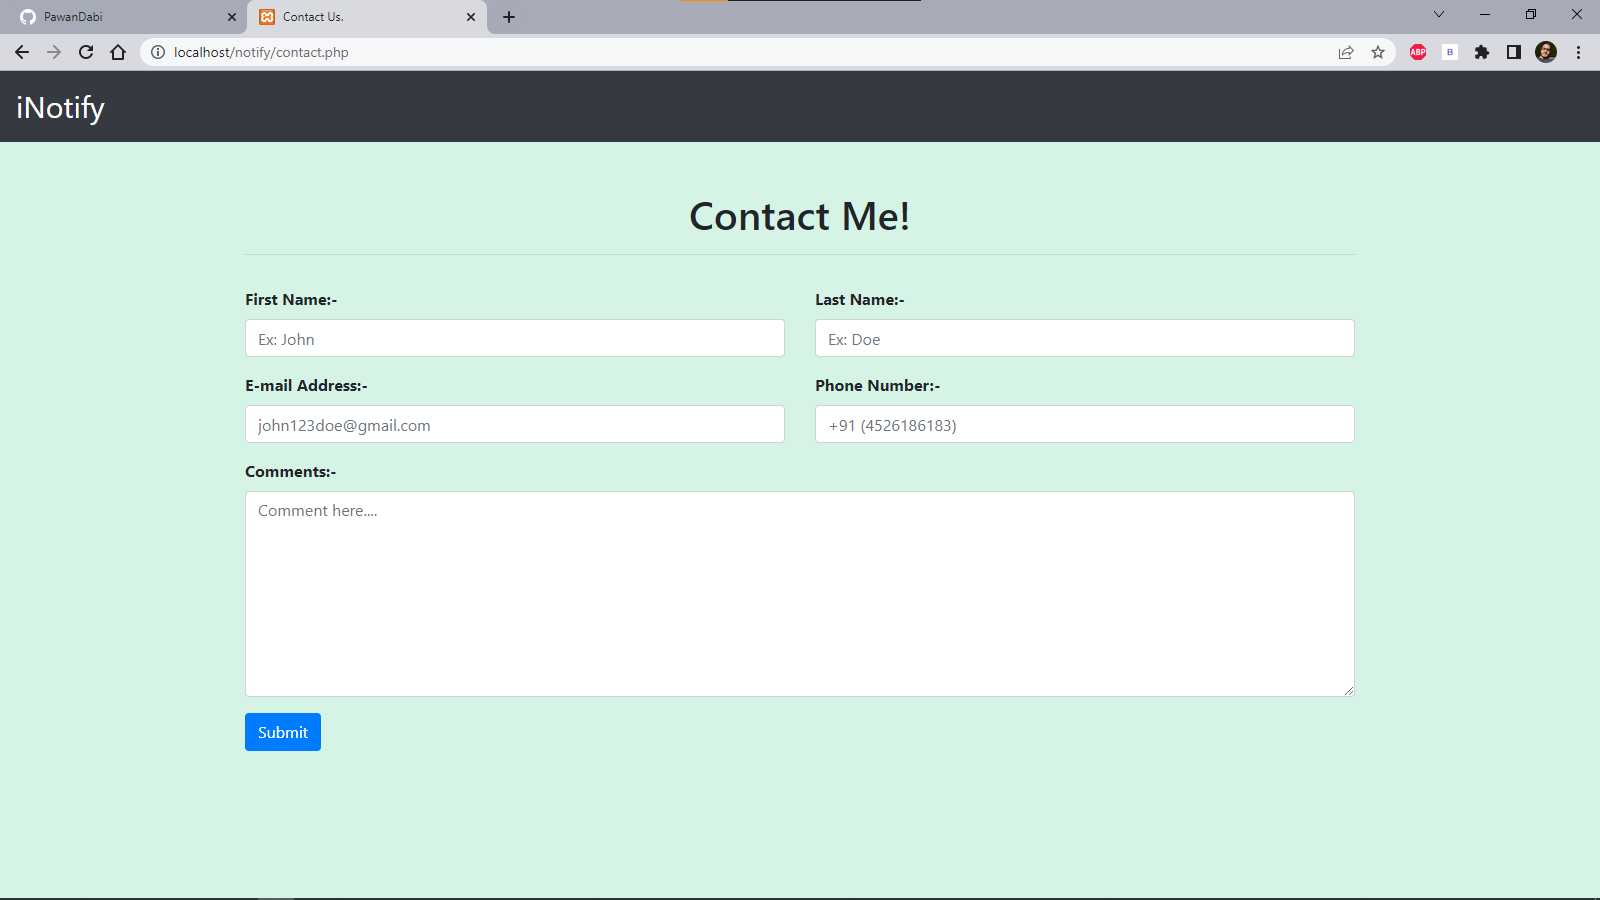 PawanDabi
Contact Us.
localhost/notify/contact.php
ABP
B
iNotify
Contact Me!
First Name:-
Last Name:-
Ex: John
Ex: Doe
E-mail Address:-
Phone Number:-
john123doe@gmail.com
+91 (4526186183)
Comments:-
Comment here....
Submit